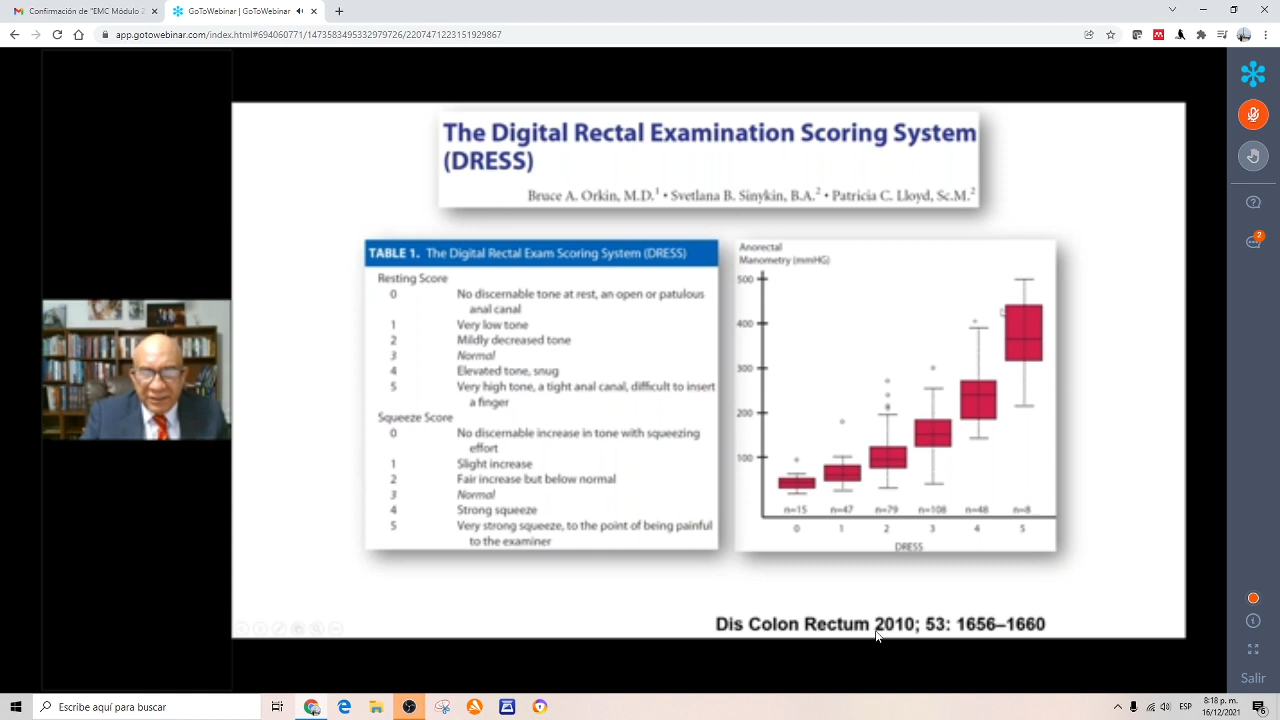 Confirmación de "EMC Módulo 2
GoToWebinar | GoToWebinar
app.gotowebinar.com/index.html#694060771/1473583495332979726/2207471223151929867
The Digital Rectal Examination Scoring System
(DRESS)
Bruce A. Orkin, M.D.1 • Svetlana B. Sinykin, B.A.2 • Patricia C. Lloyd, Sc.M.2
TABLE 1. The Digital Rectal Exam Scoring System (DRESS)
Resting Score
0 No discernable tone at rest, an open or patulous
anal canal
1 Very low tone
2 Mildly decreased tone
3 Normal
4 Elevated tone, snug
5 Very high tone, a tight anal canal, difficult to insert
a finger
Squeeze Score
0 No discernable increase in tone with squeezing
effort
1 Slight increase
2 Fair increase but below normal
3 Normal
4 Strong squeeze
5 Very strong squeeze, to the point of being painful
to the examiner
Anorectal
Manometry (mmHG)
500
400
300
200
100
n=15 n=47 n=79 n=108 n=48 n=8
0 1 2 3 4 5
DRESS
Dis Colon Rectum 2010; 53: 1656–1660
2
Salir
Escribe aquí para buscar
ESP
8:18 p. m.
16/12/2021